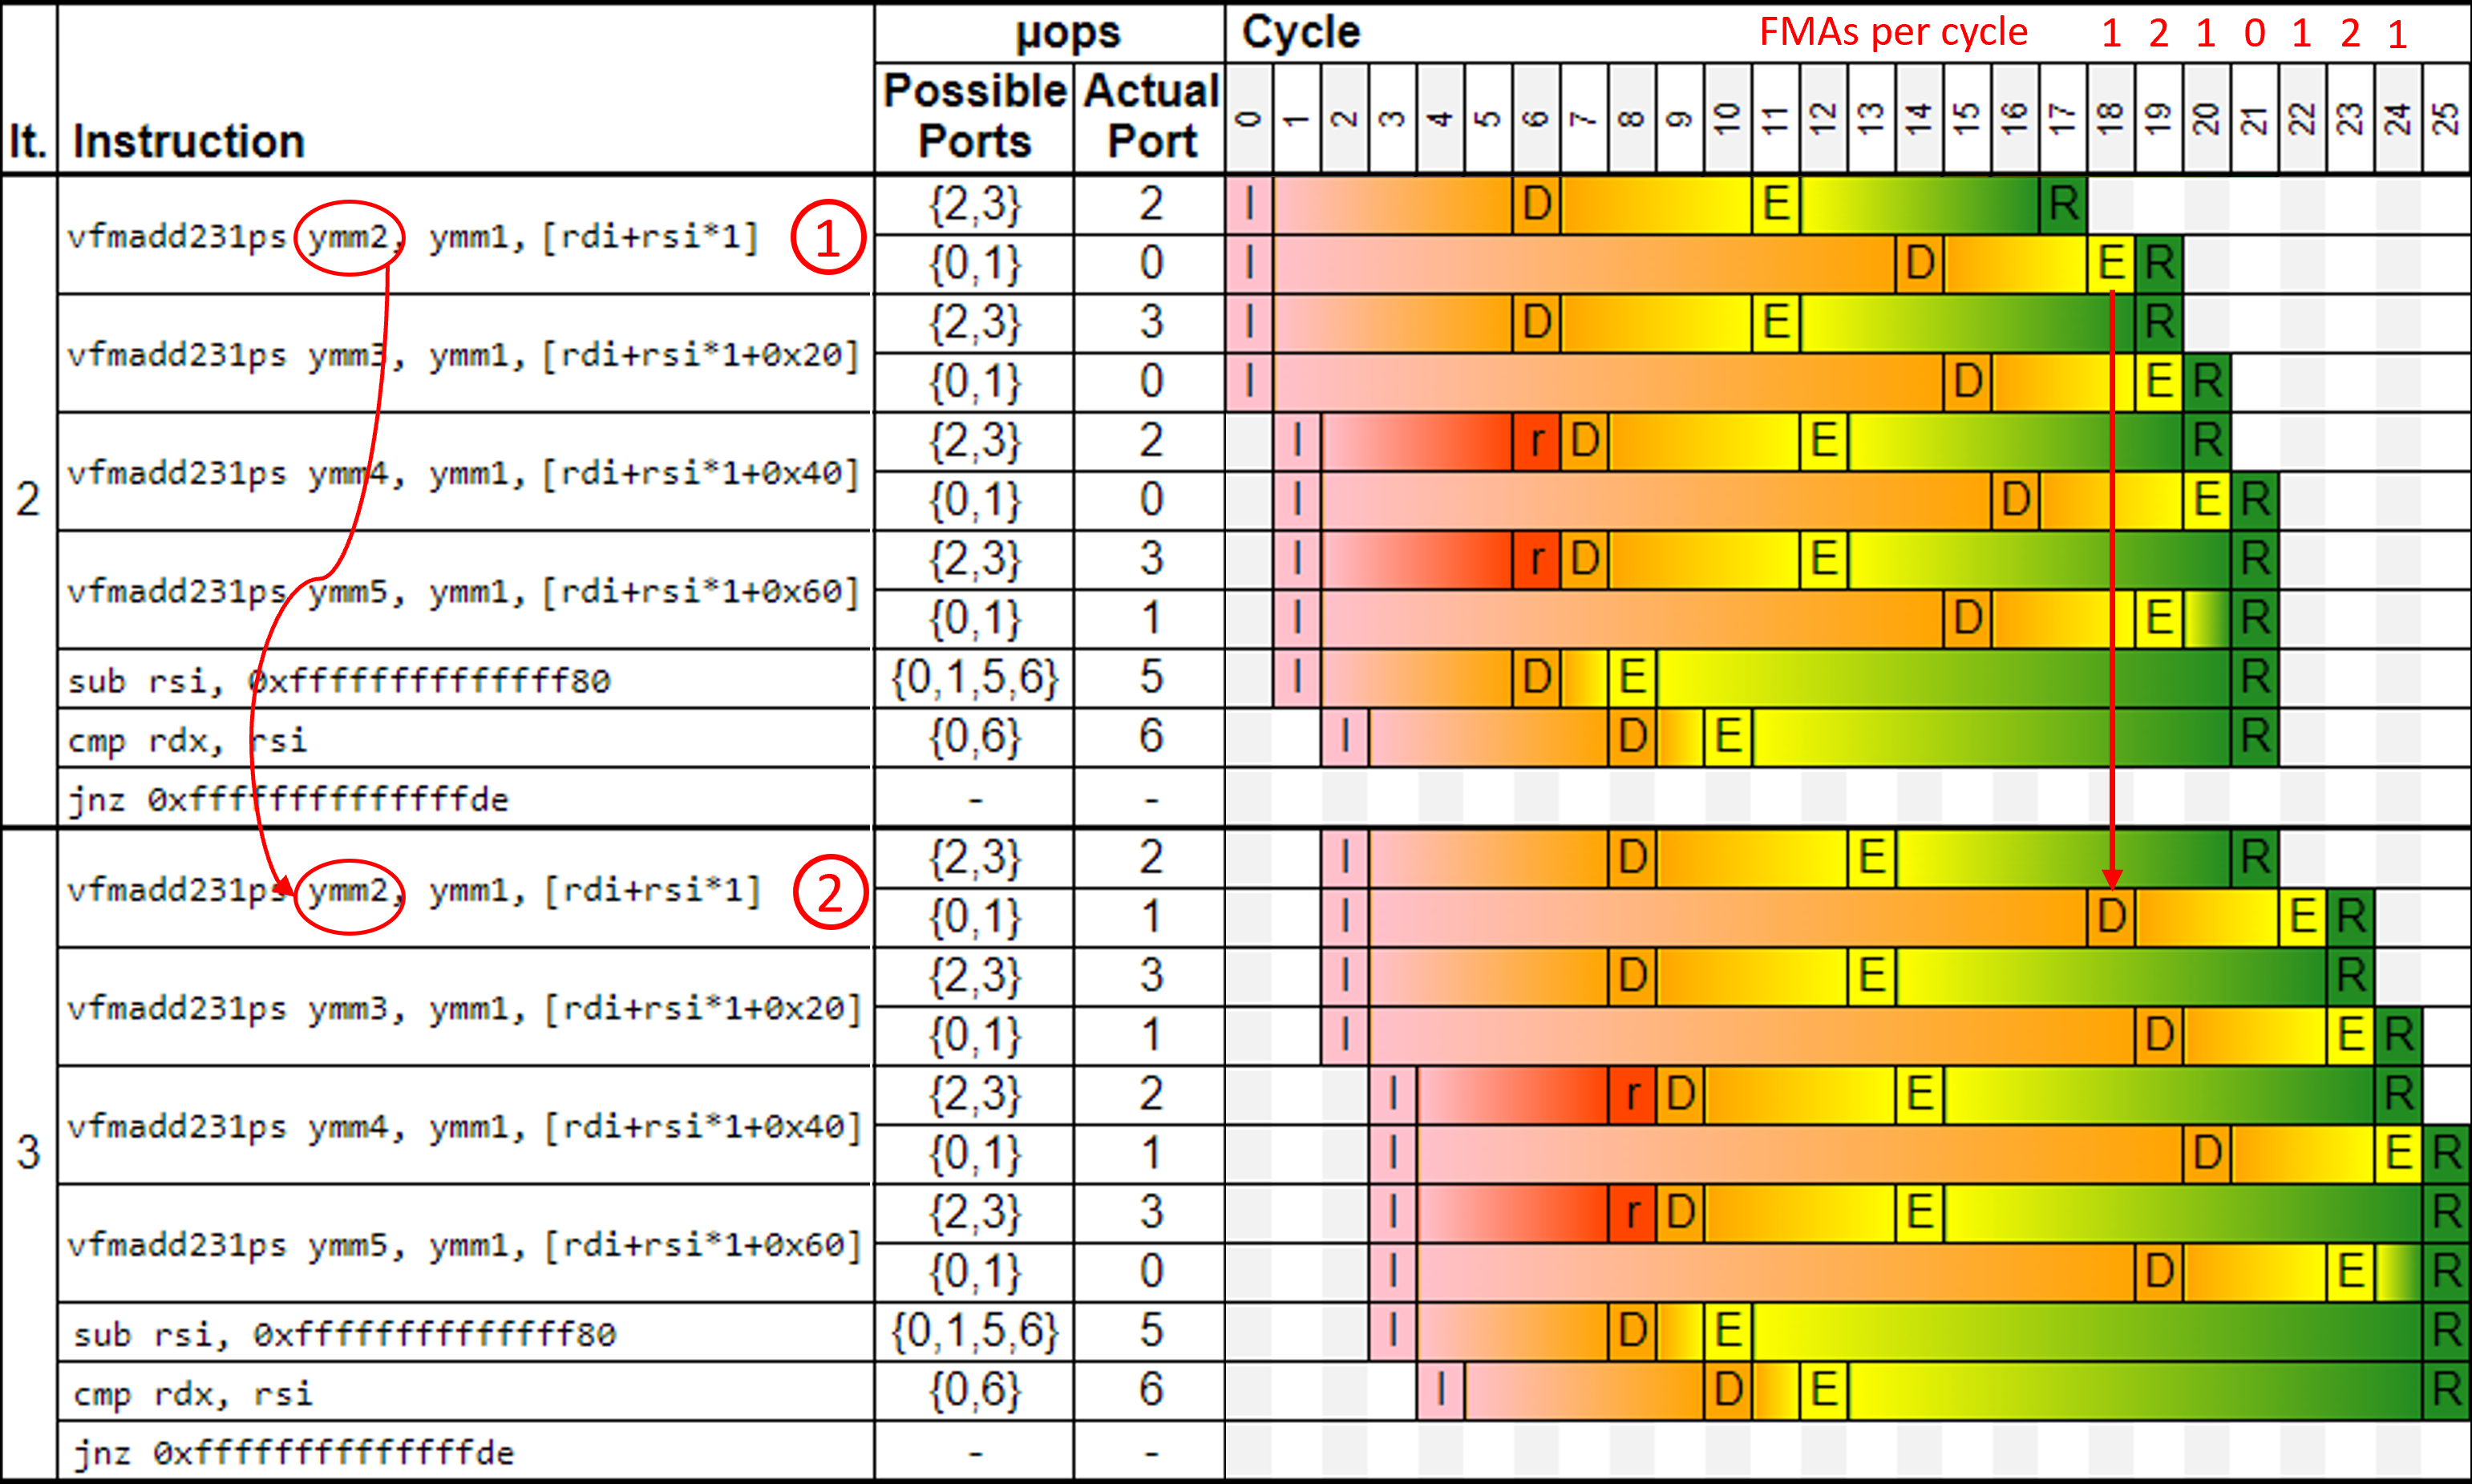 µops Cycle FMAs per cycle 1 2 1 0 1 2 1
It. Instruction Possible Ports Actual Port 0 1 2 3 4 5 6 7 8 9 10 11 12 13 14 15 16 17 18 19 20 21 22 23 24 25
2
vfmadd231ps ymm2, ymm1, [rdi+rsi*1] 1
{2,3} 2 I D E R
{0,1} 0 I D E R
vfmadd231ps ymm3, ymm1, [rdi+rsi*1+0x20]
{2,3} 3 I D E R
{0,1} 0 I D E R
vfmadd231ps ymm4, ymm1, [rdi+rsi*1+0x40]
{2,3} 2 I r D E R
{0,1} 0 I D E R
vfmadd231ps ymm5, ymm1, [rdi+rsi*1+0x60]
{2,3} 3 I r D E R
{0,1} 1 I D E R
sub rsi, 0xffffffffffffff80 {0,1,5,6} 5 I D E R
cmp rdx, rsi {0,6} 6 I D E R
jnz 0xffffffffffffffde - -
3
vfmadd231ps ymm2, ymm1, [rdi+rsi*1] 2
{2,3} 2 I D E R
{0,1} 1 I D E R
vfmadd231ps ymm3, ymm1, [rdi+rsi*1+0x20]
{2,3} 3 I D E R
{0,1} 1 I D E R
vfmadd231ps ymm4, ymm1, [rdi+rsi*1+0x40]
{2,3} 2 I r D E R
{0,1} 1 I D E R
vfmadd231ps ymm5, ymm1, [rdi+rsi*1+0x60]
{2,3} 3 I r D E R
{0,1} 0 I D E R
sub rsi, 0xffffffffffffff80 {0,1,5,6} 5 I D E R
cmp rdx, rsi {0,6} 6 I D E R
jnz 0xffffffffffffffde - -